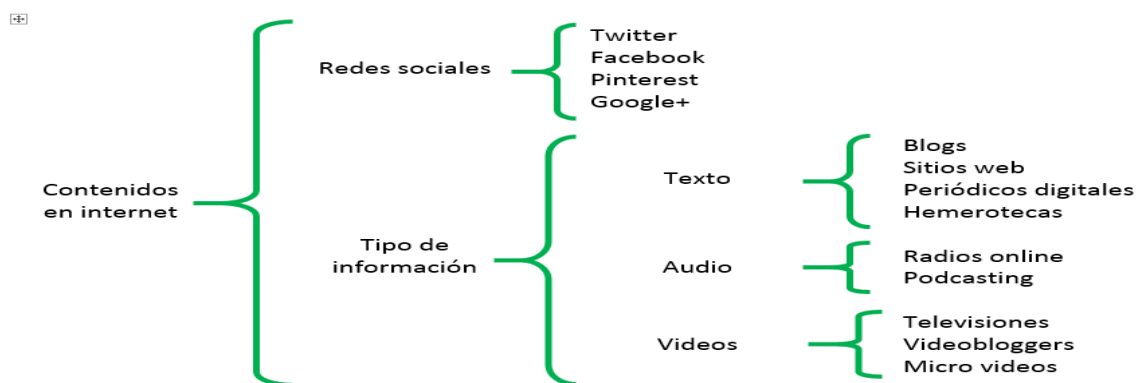 Contenidos
en internet
Redes sociales
Twitter
Facebook
Pinterest
Google+
Tipo de
información
Texto
Blogs
Sitios web
Periódicos digitales
Hemerotecas
Audio
Radios online
Podcasting
Videos
Televisiones
Videobloggers
Micro videos